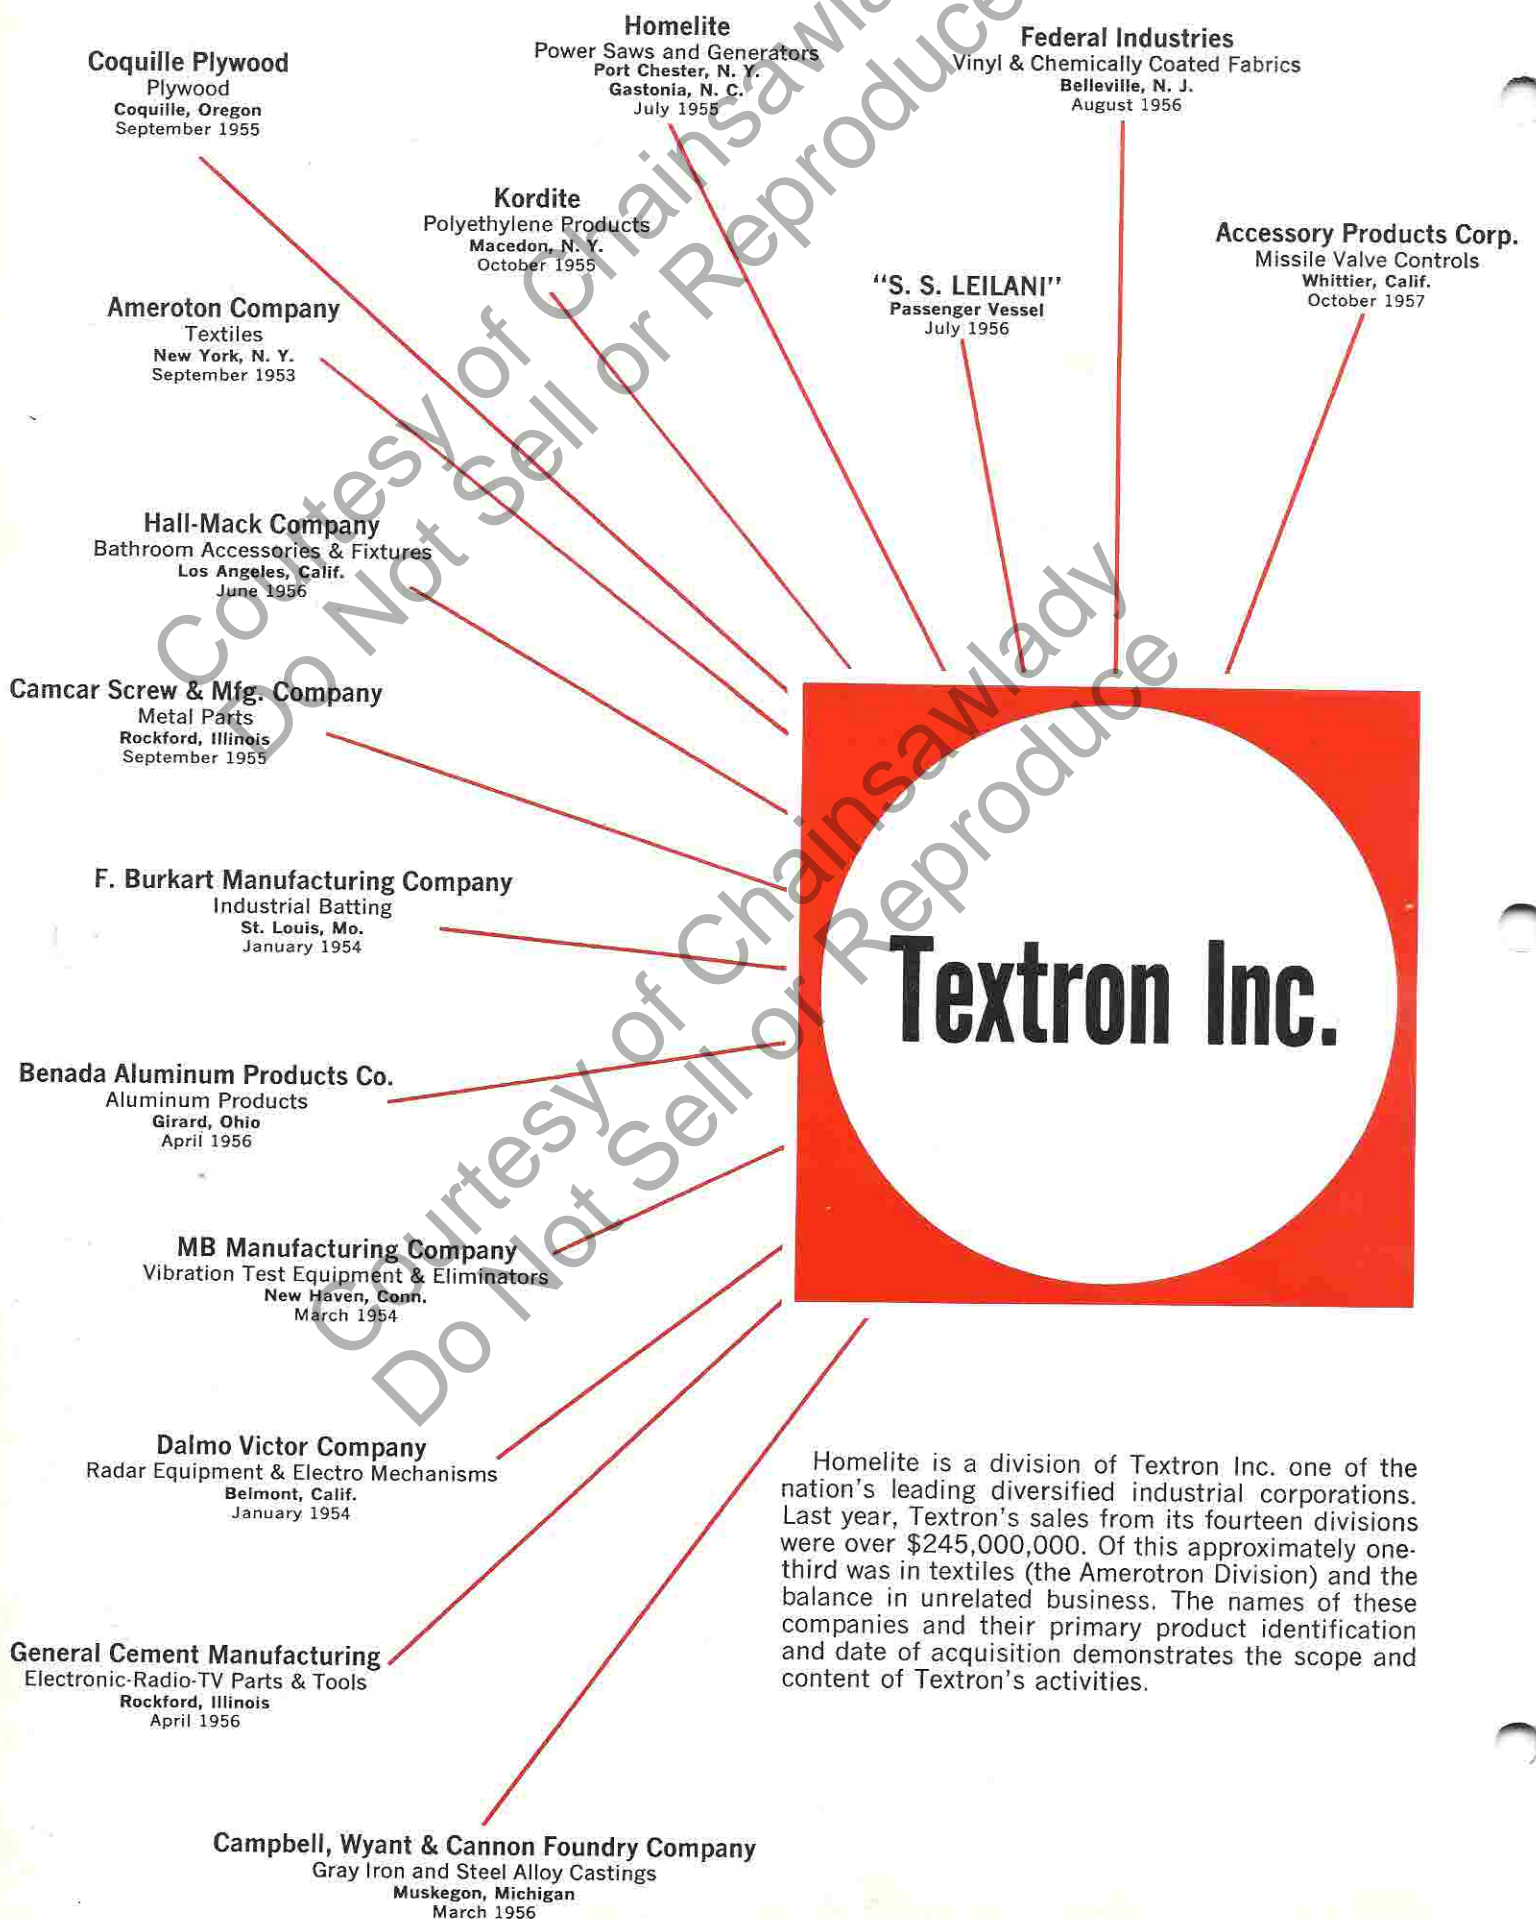 Homelite
Power Saws and Generators
Port Chester, N. Y.
Gastonia, N. C.
July 1955
Federal Industries
Vinyl & Chemically Coated Fabrics
Belleville, N. J.
August 1956
Coquille Plywood
Plywood
Coquille, Oregon
September 1955
Kordite
Polyethylene Products
Macedon, N. Y.
October 1955
Accessory Products Corp.
Missile Valve Controls
Whittier, Calif.
October 1957
"S. S. LEILANI"
Passenger Vessel
July 1956
Ameroton Company
Textiles
New York, N. Y.
September 1953
Hall-Mack Company
Bathroom Accessories & Fixtures
Los Angeles, Calif.
June 1956
Camcar Screw & Mfg. Company
Metal Parts
Rockford, Illinois
September 1955
F. Burkart Manufacturing Company
Industrial Batting
St. Louis, Mo.
January 1954
Textron Inc.
Benada Aluminum Products Co.
Aluminum Products
Girard, Ohio
April 1956
MB Manufacturing Company
Vibration Test Equipment & Eliminators
New Haven, Conn.
March 1954
Dalmo Victor Company
Radar Equipment & Electro Mechanisms
Belmont, Calif.
January 1954
General Cement Manufacturing
Electronic-Radio-TV Parts & Tools
Rockford, Illinois
April 1956
Campbell, Wyant & Cannon Foundry Company
Gray Iron and Steel Alloy Castings
Muskegon, Michigan
March 1956
Homelite is a division of Textron Inc. one of the
nation's leading diversified industrial corporations.
Last year, Textron's sales from its fourteen divisions
were over $245,000,000. Of this approximately one-
third was in textiles (the Amerotron Division) and the
balance in unrelated business. The names of these
companies and their primary product identification
and date of acquisition demonstrates the scope and
content of Textron's activities.
Courtesy of Chainsawlady
Do Not Sell or Reproduce
Courtesy of Chainsawlady
Do Not Sell or Reproduce